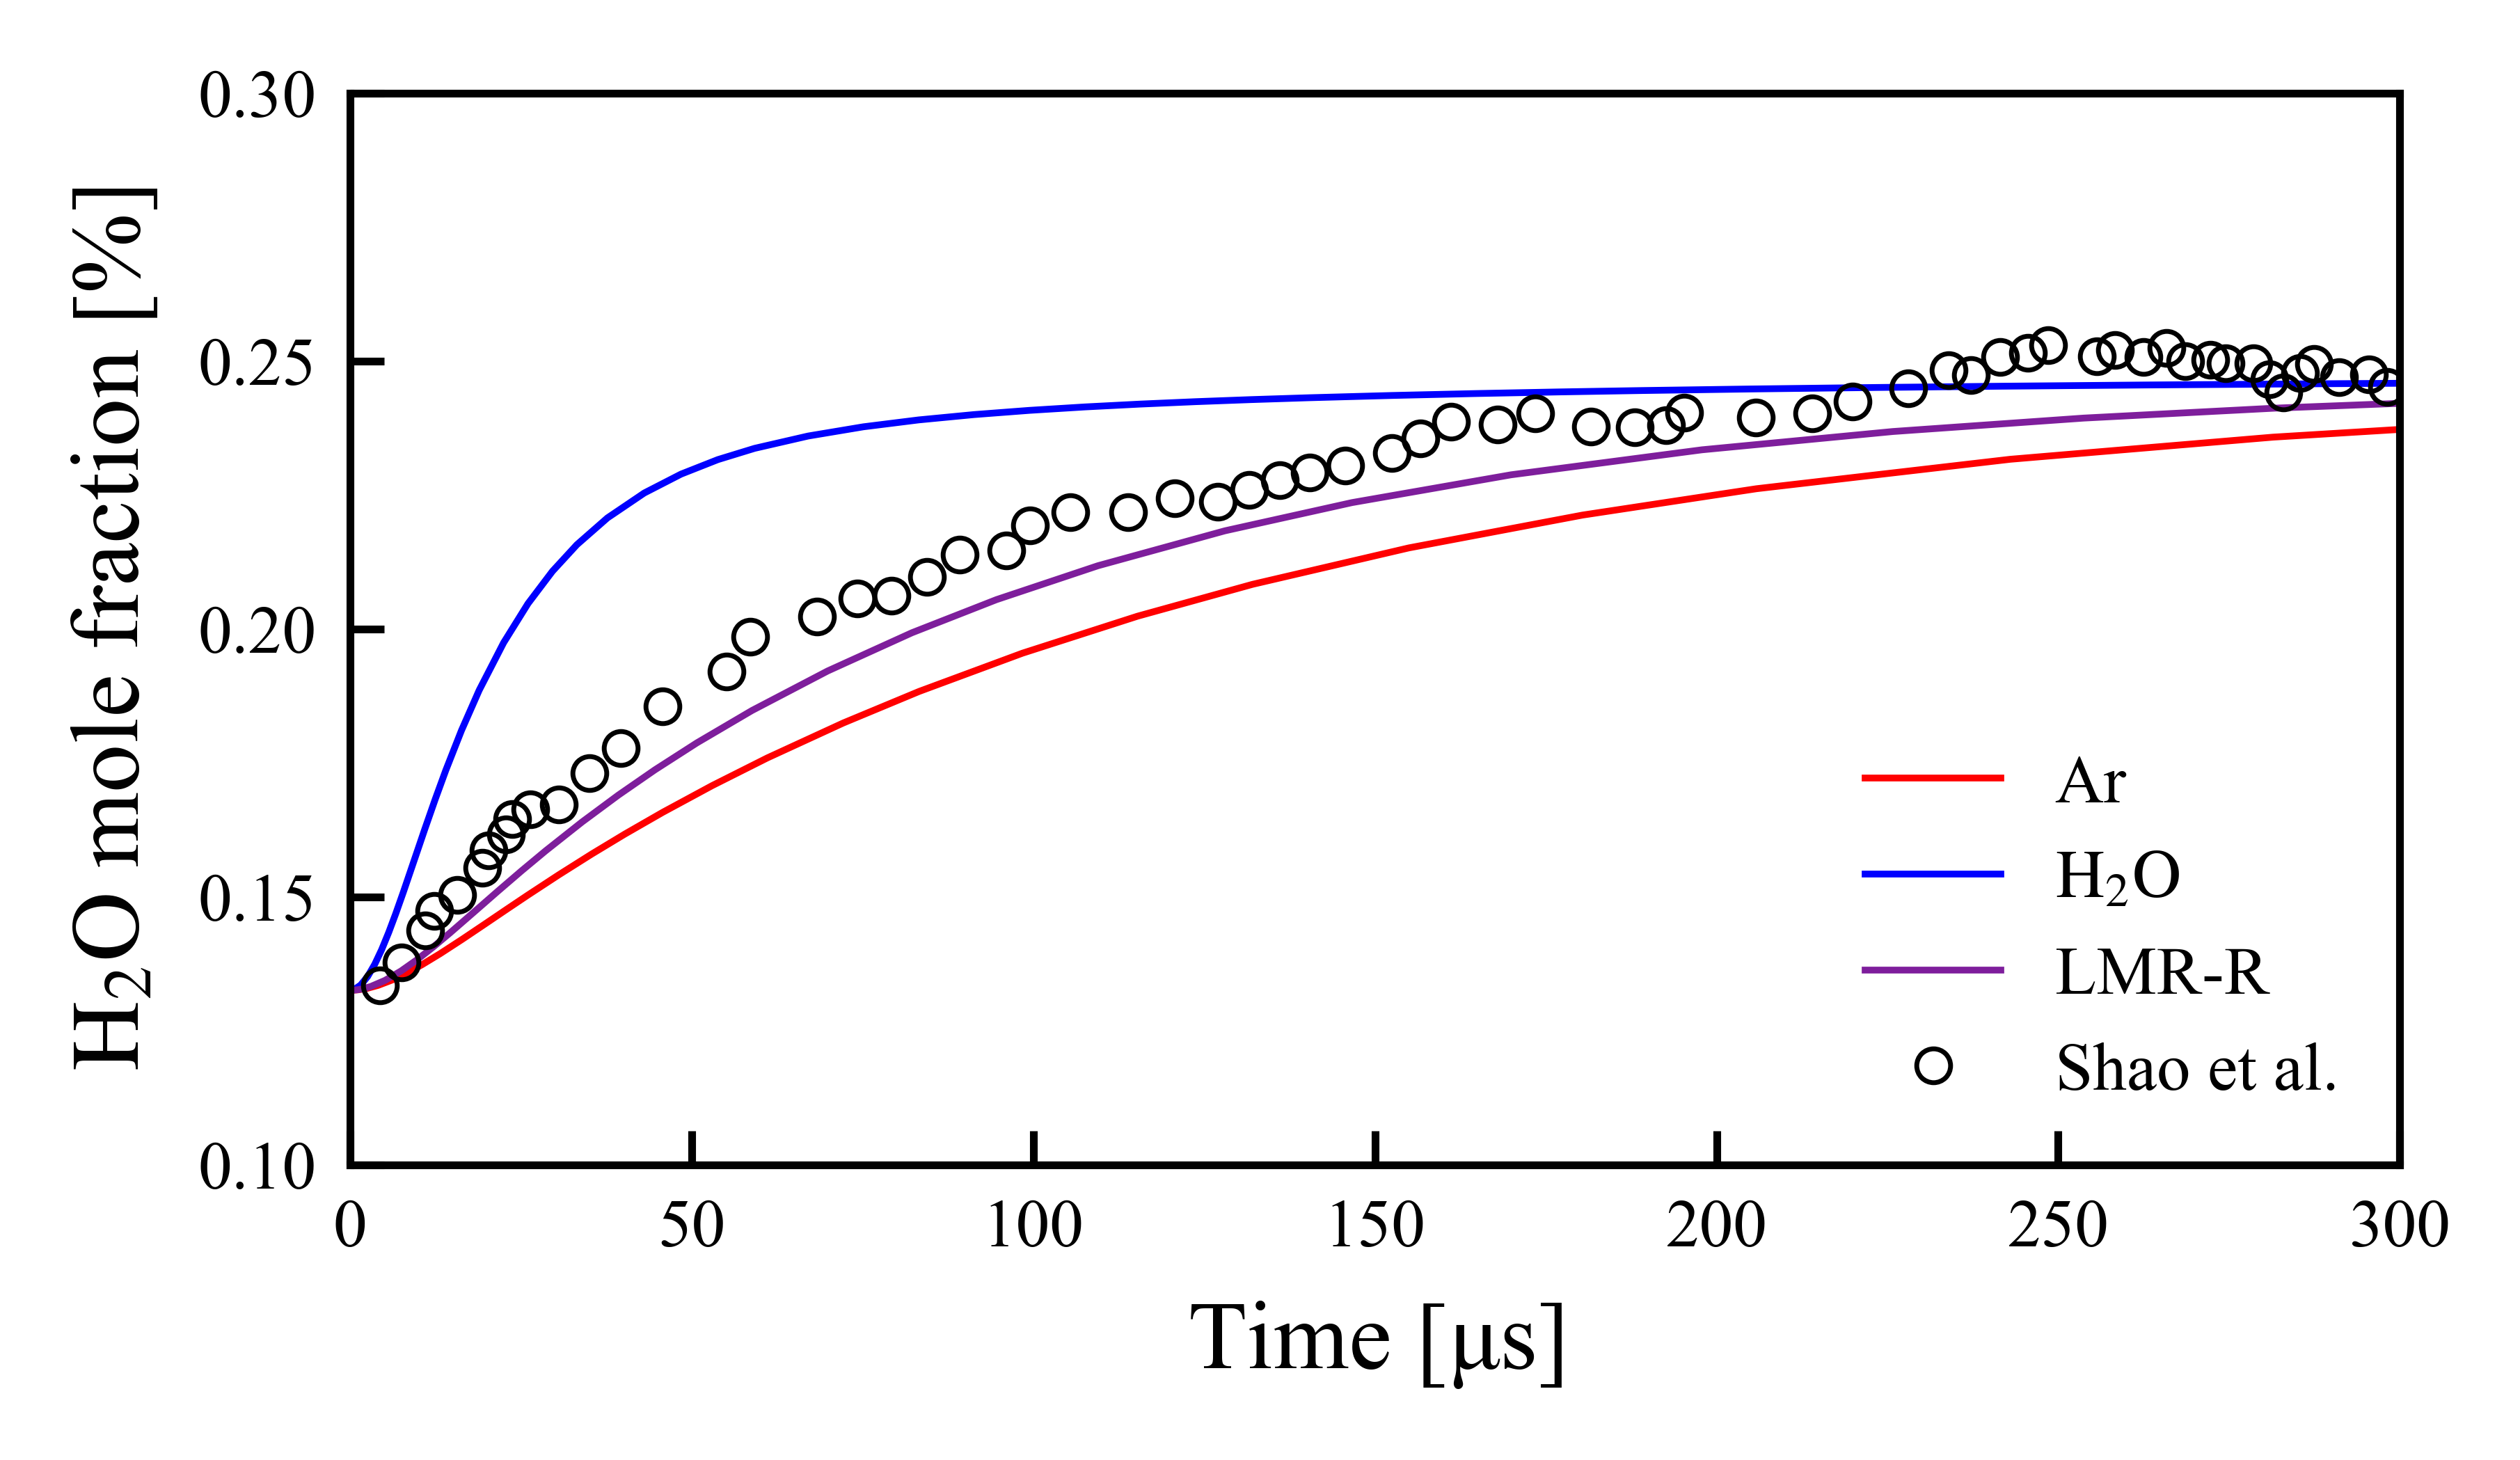 H₂O mole fraction [%]
0.30
0.25
0.20
0.15
0.10
0 50 100 150 200 250 300
Time [μs]
Ar
H₂O
LMR-R
Shao et al.